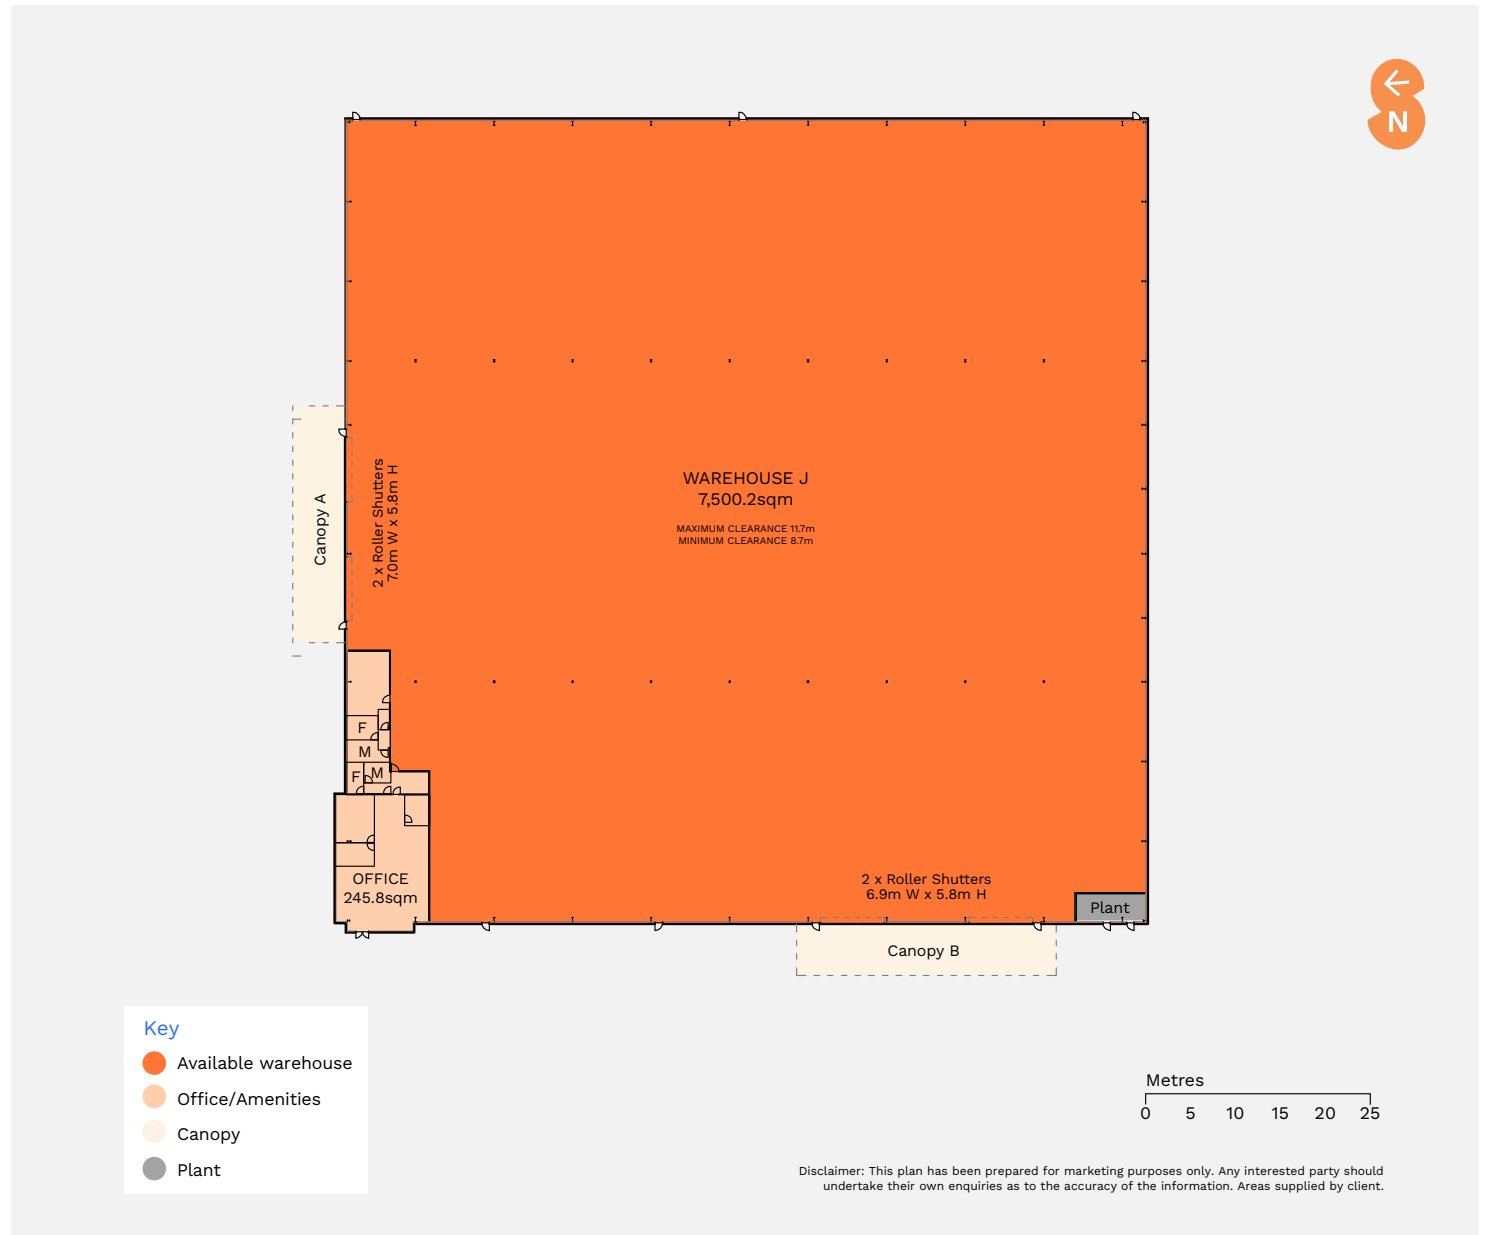 N
WAREHOUSE J
7,500.2sqm
MAXIMUM CLEARANCE 11.7m
MINIMUM CLEARANCE 8.7m
Canopy A
2 x Roller Shutters
7.0m W x 5.8m H
F
M
F
M
OFFICE
245.8sqm
2 x Roller Shutters
6.9m W x 5.8m H
Plant
Canopy B
Key
Available warehouse
Office/Amenities
Canopy
Plant
Metres
0 5 10 15 20 25
Disclaimer: This plan has been prepared for marketing purposes only. Any interested party should
undertake their own enquiries as to the accuracy of the information. Areas supplied by client.